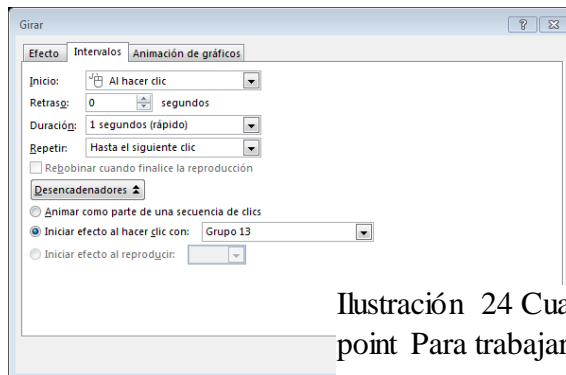 Girar
Efecto Intervalos Animación de gráficos
Inicio: Al hacer clic
Retraso: 0 segundos
Duración: 1 segundos (rápido)
Repetir: Hasta el siguiente clic
Rebobinar cuando finalice la reproducción
Desencadenadores
Animar como parte de una secuencia de clics
Iniciar efecto al hacer clic con: Grupo 13
Iniciar efecto al reproducir:
Ilustración 24 Cua
point Para trabajar